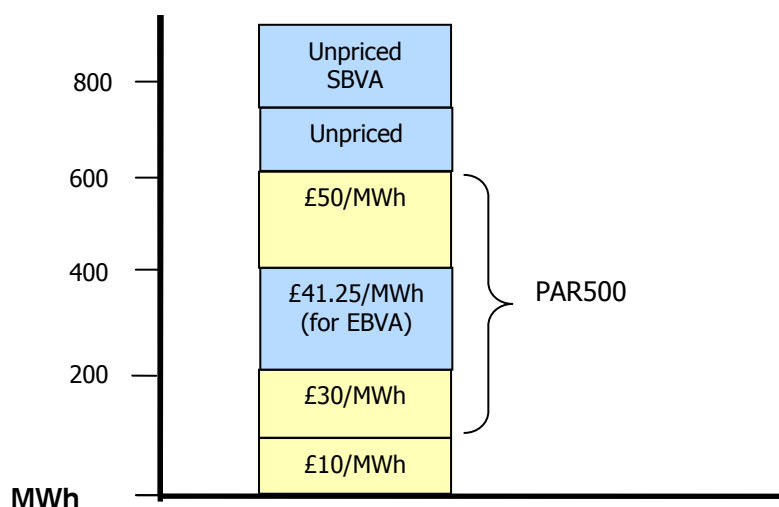 Unpriced
SBVA
800
Unpriced
600
£50/MWh
400
£41.25/MWh
(for EBVA)
PAR500
200
£30/MWh
£10/MWh
MWh